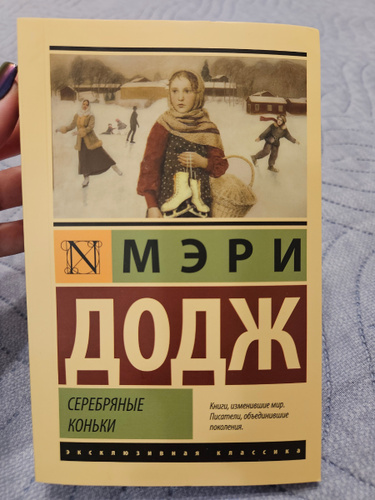 N
МЭРИ
ДОДЖ
СЕРЕБРЯНЫЕ
КОНЬКИ
Книги, изменившие мир.
Писатели, объединившие
поколения.
эксклюзивная классика